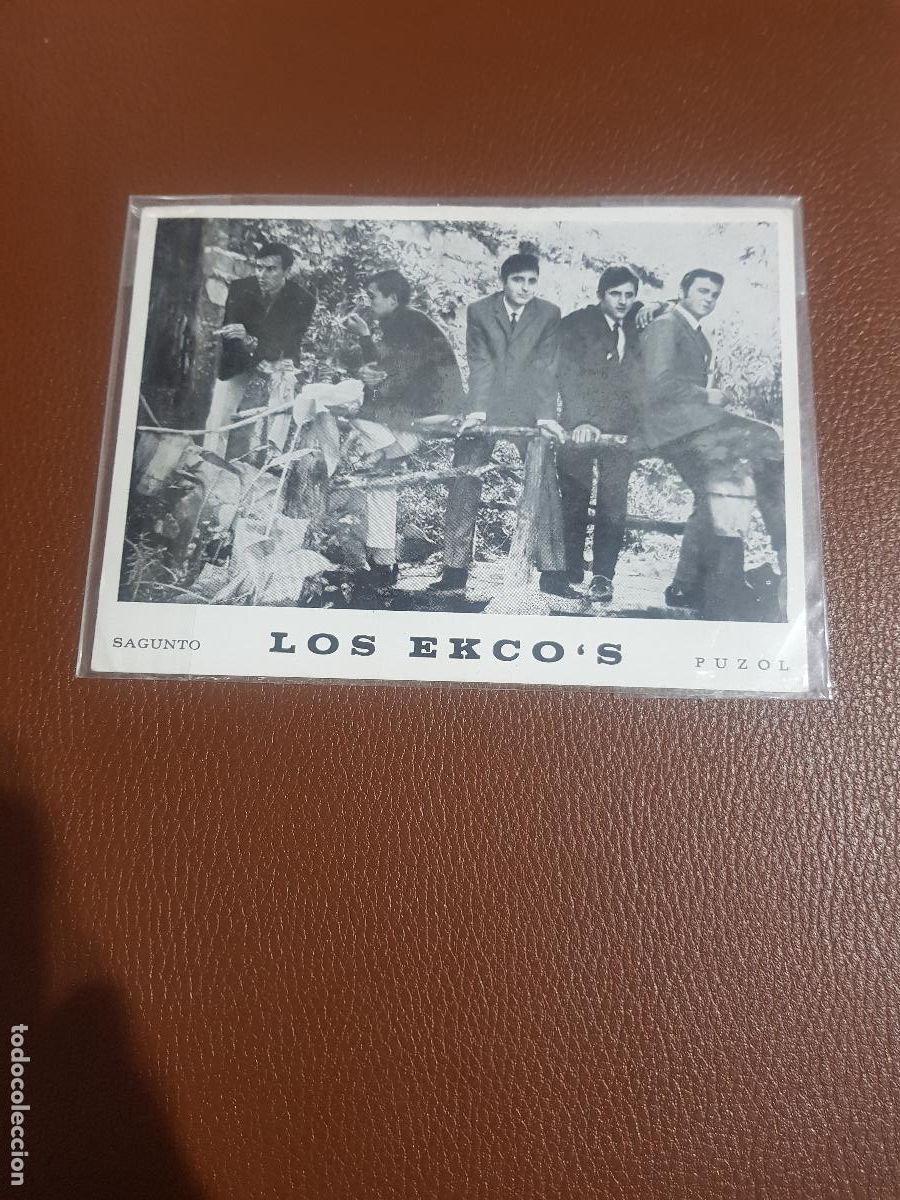 SAGUNTO
LOS EKCO‘S
PUZOL
todocoleccion